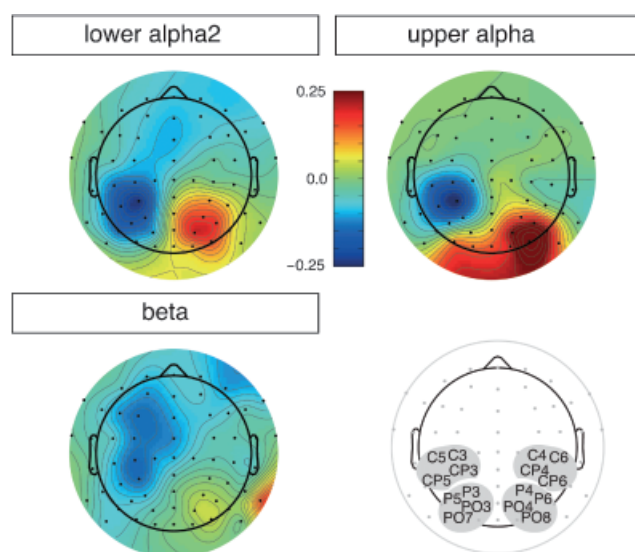 lower alpha2
upper alpha
0.25
0.0
−0.25
beta
C5 C3
CP3
CP5
C4 C6
CP4
CP6
P3
P5
PO3
PO7
P4
P6
PO4
PO8